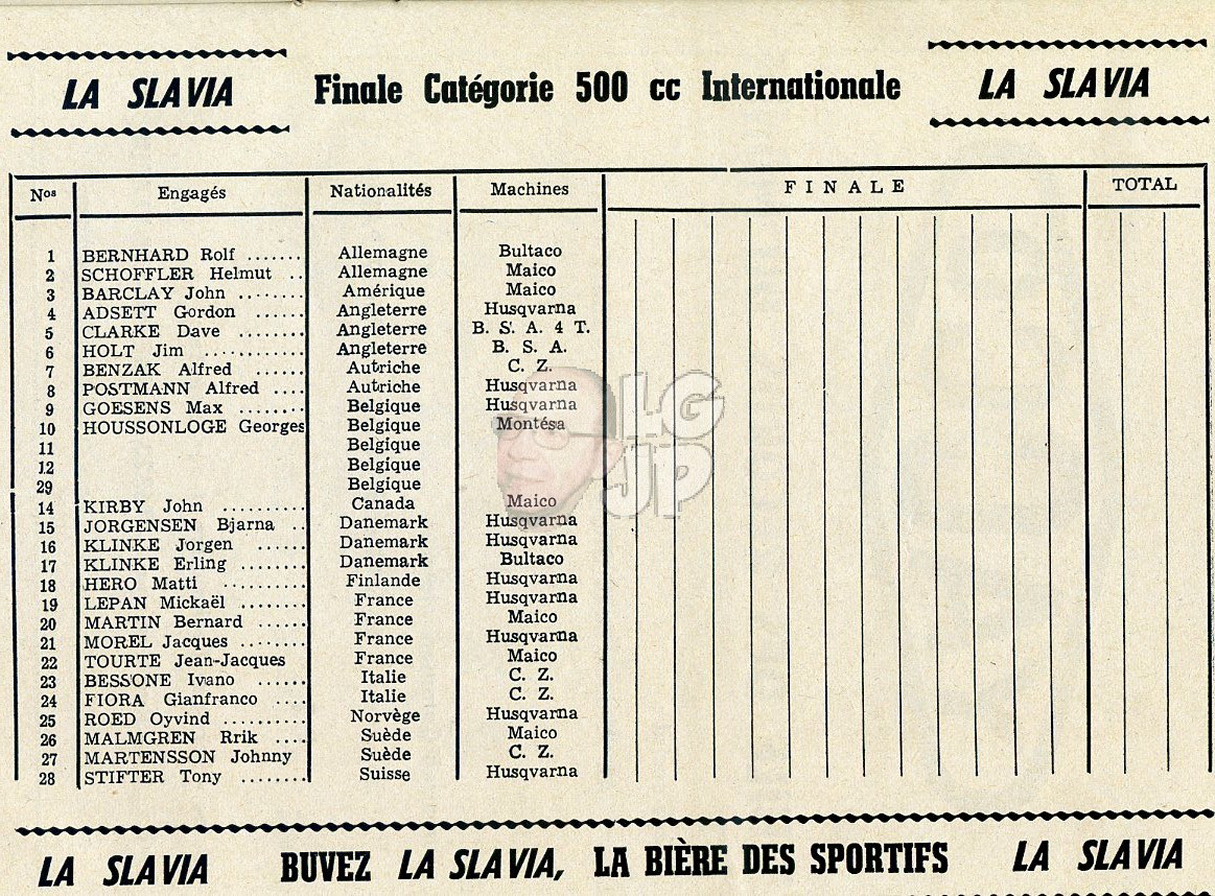 LA SLAVIA Finale Catégorie 500 cc Internationale LA SLAVIA
Nos Engagés Nationalités Machines FINALE TOTAL
1 BERNHARD Rolf ....... Allemagne Bultaco
2 SCHOFFLER Helmut .. Allemagne Maico
3 BARCLAY John ........ Amérique Maico
4 ADSETT Gordon ...... Angleterre Husqvarna
5 CLARKE Dave ........ Angleterre B. S. A. 4 T.
6 HOLT Jim ............ Angleterre B. S. A.
7 BENZAK Alfred ...... Autriche C. Z.
8 POSTMANN Alfred .... Autriche Husqvarna
9 GOESENS Max ........ Belgique Husqvarna
10 HOUSSONLOGE Georges Belgique Montésa
11 Belgique
12 Belgique
29 Belgique
14 KIRBY John .......... Canada Maico
15 JORGENSEN Bjarna .. Danemark Husqvarna
16 KLINKE Jorgen ...... Danemark Husqvarna
17 KLINKE Erling ........ Danemark Bultaco
18 HERO Matti .......... Finlande Husqvarna
19 LEPAN Mickaël ........ France Husqvarna
20 MARTIN Bernard ...... France Maico
21 MOREL Jacques ........ France Husqvarna
22 TOURTE Jean-Jacques France Maico
23 BESSONE Ivano ...... Italie C. Z.
24 FIORA Gianfranco .... Italie C. Z.
25 ROED Oyvind .......... Norvège Husqvarna
26 MALMGREN Rrik .... Suède Maico
27 MARTENSSON Johnny Suède C. Z.
28 STIFTER Tony ........ Suisse Husqvarna
LG
JP
LA SLAVIA BUVEZ LA SLAVIA, LA BIÈRE DES SPORTIFS LA SLAVIA